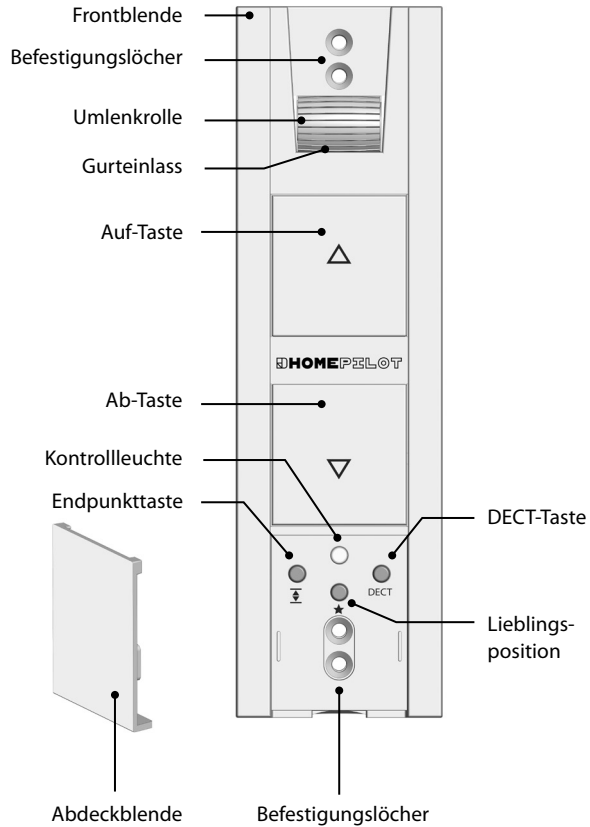 Frontblende
Befestigungslöcher
Umlenkrolle
Gurteinlass
Auf-Taste
HOMEPILOT
Ab-Taste
Kontrollleuchte
Endpunkttaste
DECT-Taste
DECT
Lieblings-
position
Abdeckblende
Befestigungslöcher